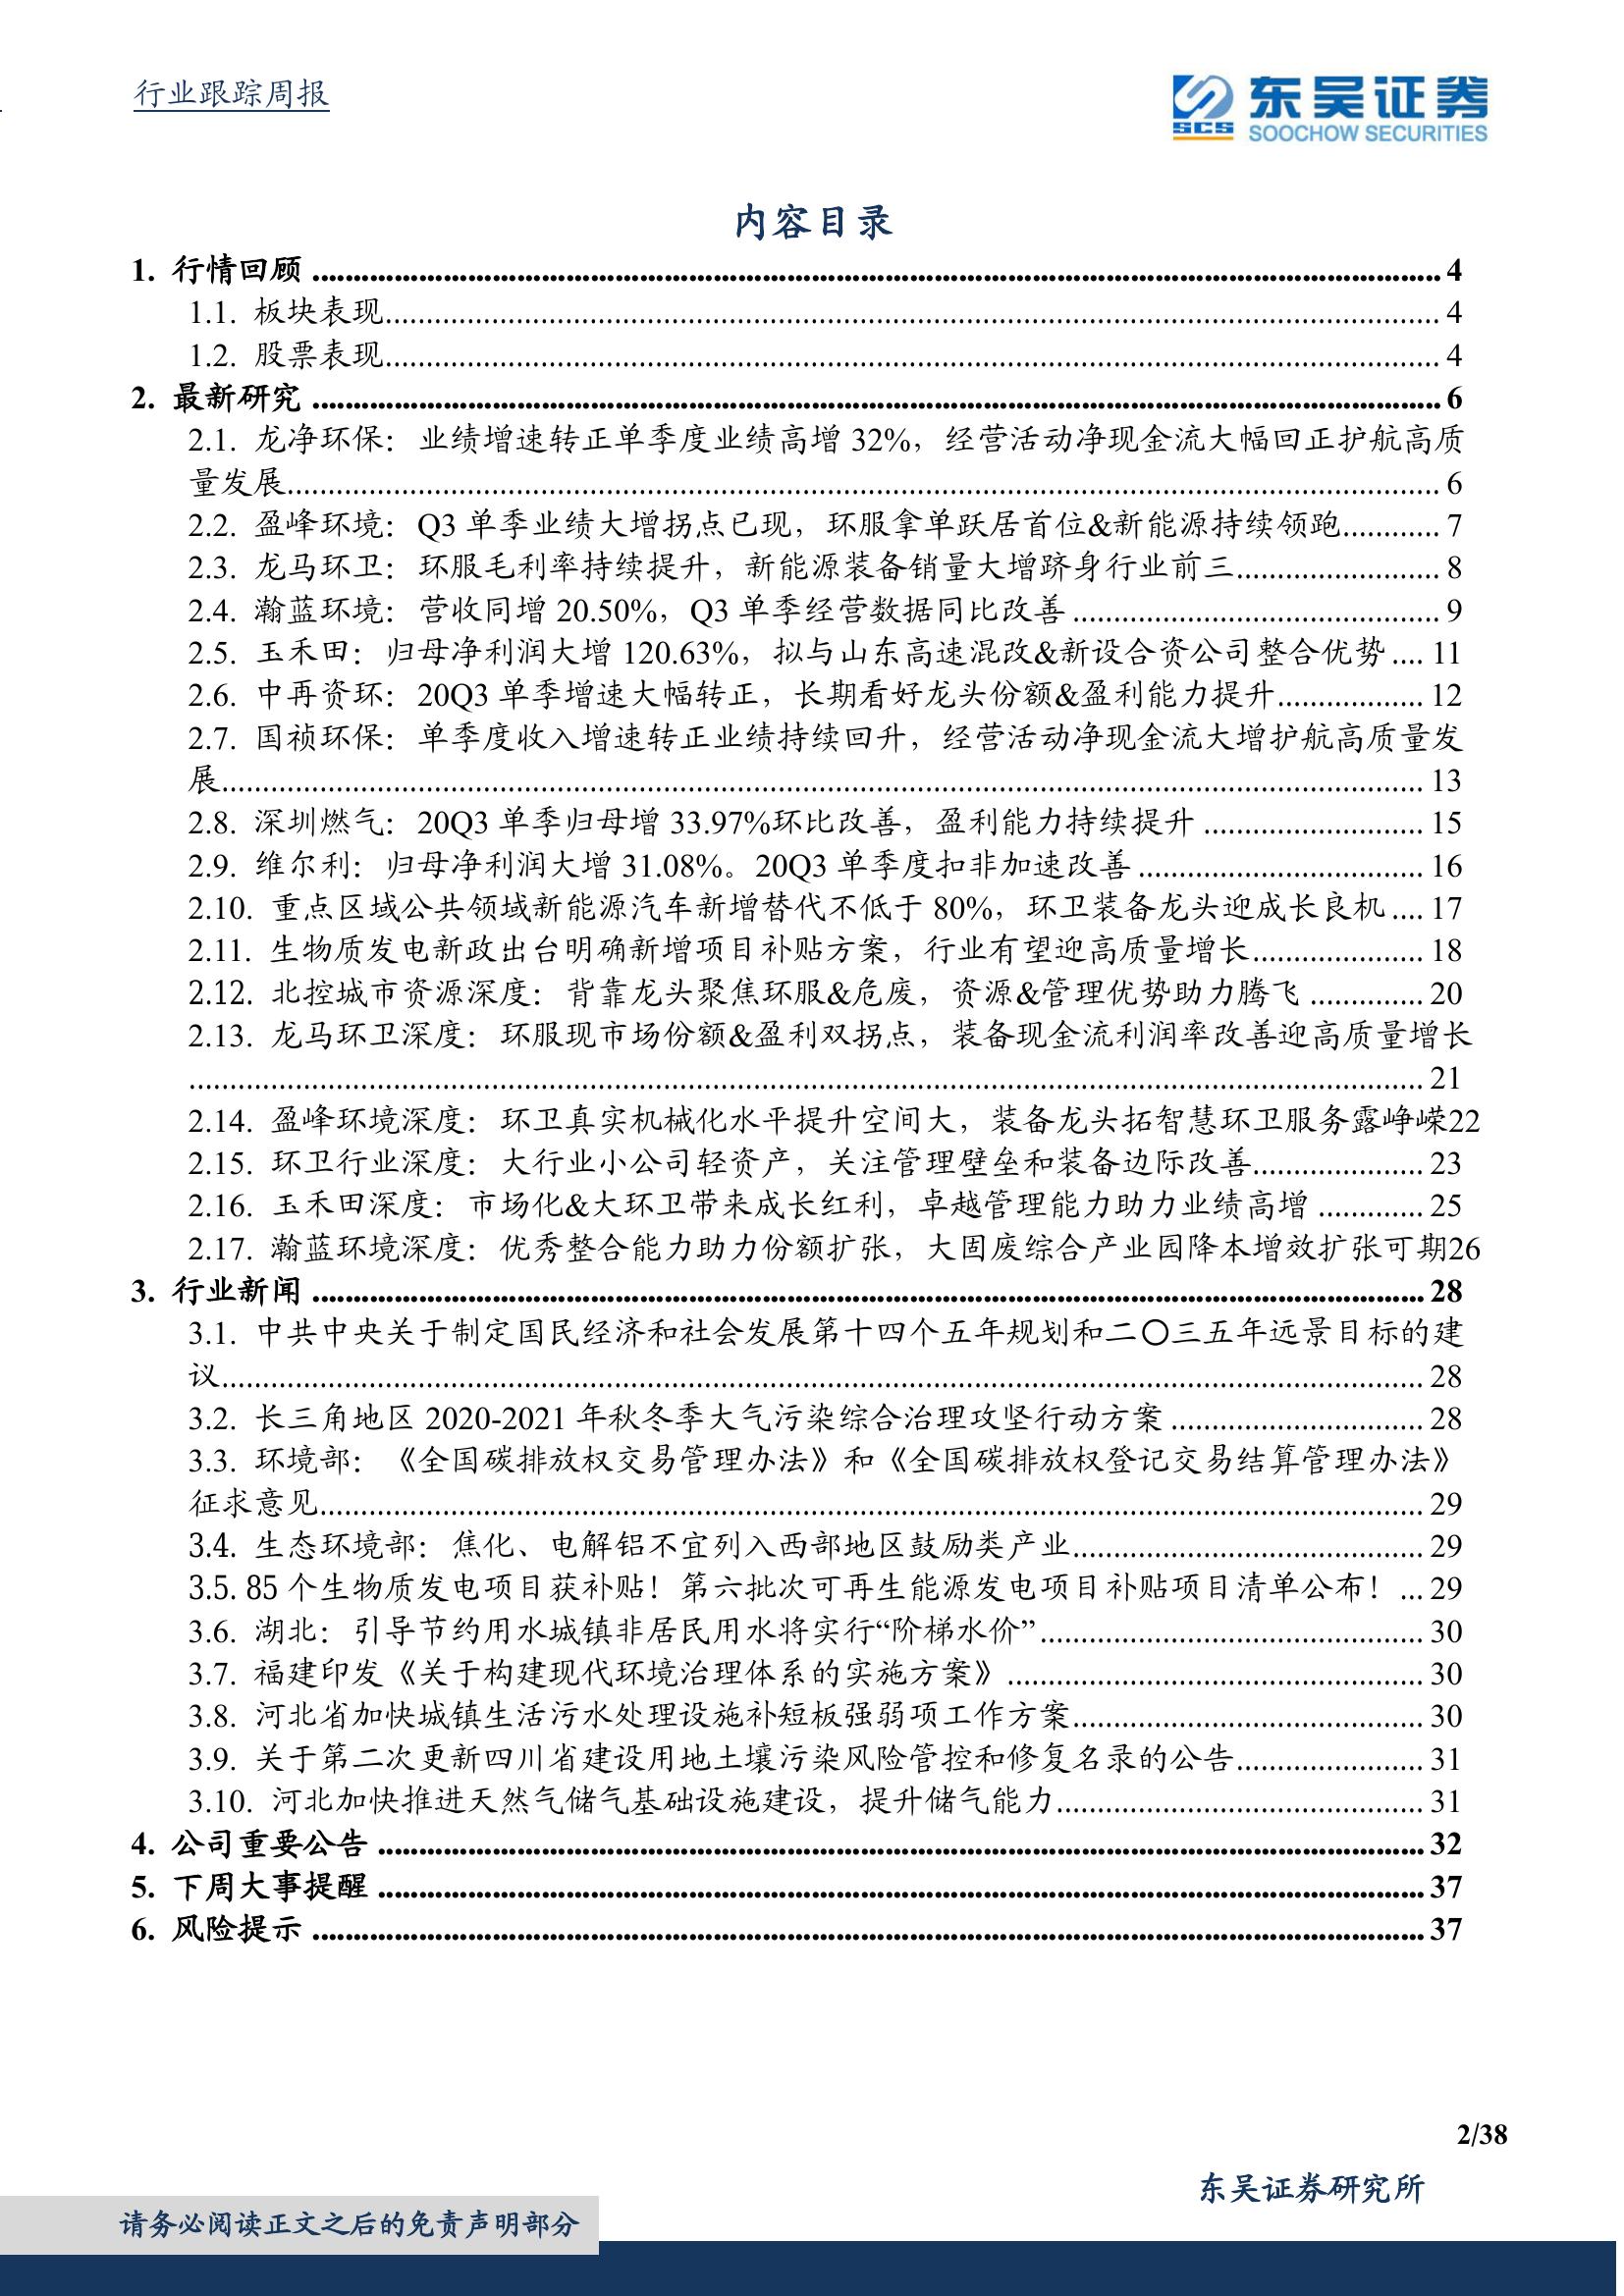 行业跟踪周报
东吴证券
SCS
SOOCHOW SECURITIES
内容目录
1. 行情回顾 ........ 4
1.1. 板块表现........ 4
1.2. 股票表现........ 4
2. 最新研究 ........ 6
2.1. 龙净环保：业绩增速转正单季度业绩高增 32%，经营活动净现金流大幅回正护航高质
量发展........ 6
2.2. 盈峰环境：Q3 单季业绩大增拐点已现，环服拿单跃居首位&新能源持续领跑........ 7
2.3. 龙马环卫：环服毛利率持续提升，新能源装备销量大增跻身行业前三........ 8
2.4. 瀚蓝环境：营收同增 20.50%，Q3 单季经营数据同比改善 ........ 9
2.5. 玉禾田：归母净利润大增 120.63%，拟与山东高速混改&新设合资公司整合优势 .... 11
2.6. 中再资环：20Q3 单季增速大幅转正，长期看好龙头份额&盈利能力提升........ 12
2.7. 国祯环保：单季度收入增速转正业绩持续回升，经营活动净现金流大增护航高质量发
展........ 13
2.8. 深圳燃气：20Q3 单季归母增 33.97%环比改善，盈利能力持续提升 ........ 15
2.9. 维尔利：归母净利润大增 31.08%。20Q3 单季度扣非加速改善 ........ 16
2.10. 重点区域公共领域新能源汽车新增替代不低于 80%，环卫装备龙头迎成长良机 .... 17
2.11. 生物质发电新政出台明确新增项目补贴方案，行业有望迎高质量增长........ 18
2.12. 北控城市资源深度：背靠龙头聚焦环服&危废，资源&管理优势助力腾飞 ........ 20
2.13. 龙马环卫深度：环服现市场份额&盈利双拐点，装备现金流利润率改善迎高质量增长
........ 21
2.14. 盈峰环境深度：环卫真实机械化水平提升空间大，装备龙头拓智慧环卫服务露峥嵘22
2.15. 环卫行业深度：大行业小公司轻资产，关注管理壁垒和装备边际改善........ 23
2.16. 玉禾田深度：市场化&大环卫带来成长红利，卓越管理能力助力业绩高增 ........ 25
2.17. 瀚蓝环境深度：优秀整合能力助力份额扩张，大固废综合产业园降本增效扩张可期26
3. 行业新闻 ........ 28
3.1. 中共中央关于制定国民经济和社会发展第十四个五年规划和二〇三五年远景目标的建
议........ 28
3.2. 长三角地区 2020-2021 年秋冬季大气污染综合治理攻坚行动方案 ........ 28
3.3. 环境部：《全国碳排放权交易管理办法》和《全国碳排放权登记交易结算管理办法》
征求意见........ 29
3.4. 生态环境部：焦化、电解铝不宜列入西部地区鼓励类产业........ 29
3.5. 85 个生物质发电项目获补贴！第六批次可再生能源发电项目补贴项目清单公布！ ... 29
3.6. 湖北：引导节约用水城镇非居民用水将实行“阶梯水价”........ 30
3.7. 福建印发《关于构建现代环境治理体系的实施方案》 ........ 30
3.8. 河北省加快城镇生活污水处理设施补短板强弱项工作方案........ 30
3.9. 关于第二次更新四川省建设用地土壤污染风险管控和修复名录的公告........ 31
3.10. 河北加快推进天然气储气基础设施建设，提升储气能力........ 31
4. 公司重要公告 ........ 32
5. 下周大事提醒 ........ 37
6. 风险提示 ........ 37
2/38
东吴证券研究所
请务必阅读正文之后的免责声明部分